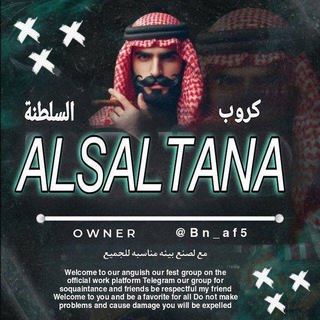 كروب السلطنة
ALSALTANA
OWNER @Bn_af5
مع لصنع بيئه مناسبه للجميع
Welcome to our anguish our fest group on the
official work platform Telegram our group for
soquaintance and friends be respectful my friend
Welcome to you and be a favorite for all Do not make
problems and cause damage you will be expelled